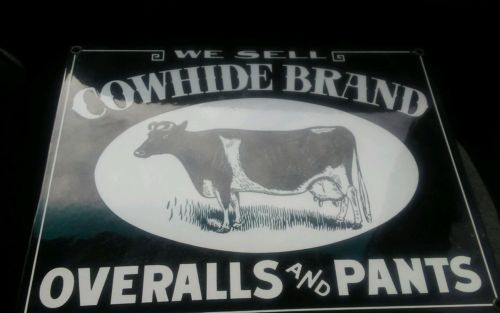 WE SELL
COWHIDE BRAND
OVERALLS AND PANTS